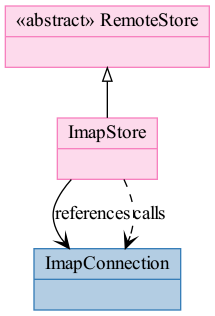 «abstract» RemoteStore
ImapStore
references calls
ImapConnection